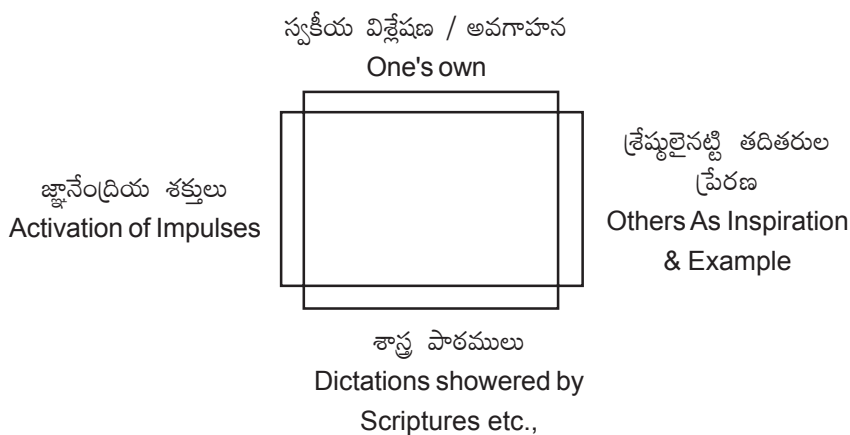 స్వకీయ విశ్లేషణ / అవగాహన
One's own
జ్ఞానేంద్రియ శక్తులు
Activation of Impulses
శ్రేష్ఠులైనట్టి తదితరుల
ప్రేరణ
Others As Inspiration
& Example
శాస్త్ర పాఠములు
Dictations showered by
Scriptures etc.,